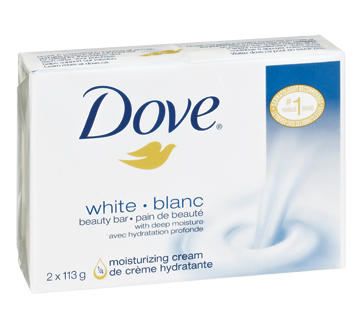 Dove®
#1
white • blanc
beauty bar • pain de beauté
with deep moisture
avec hydratation profonde
2 x 113 g
1/4 moisturizing cream
de crème hydratante